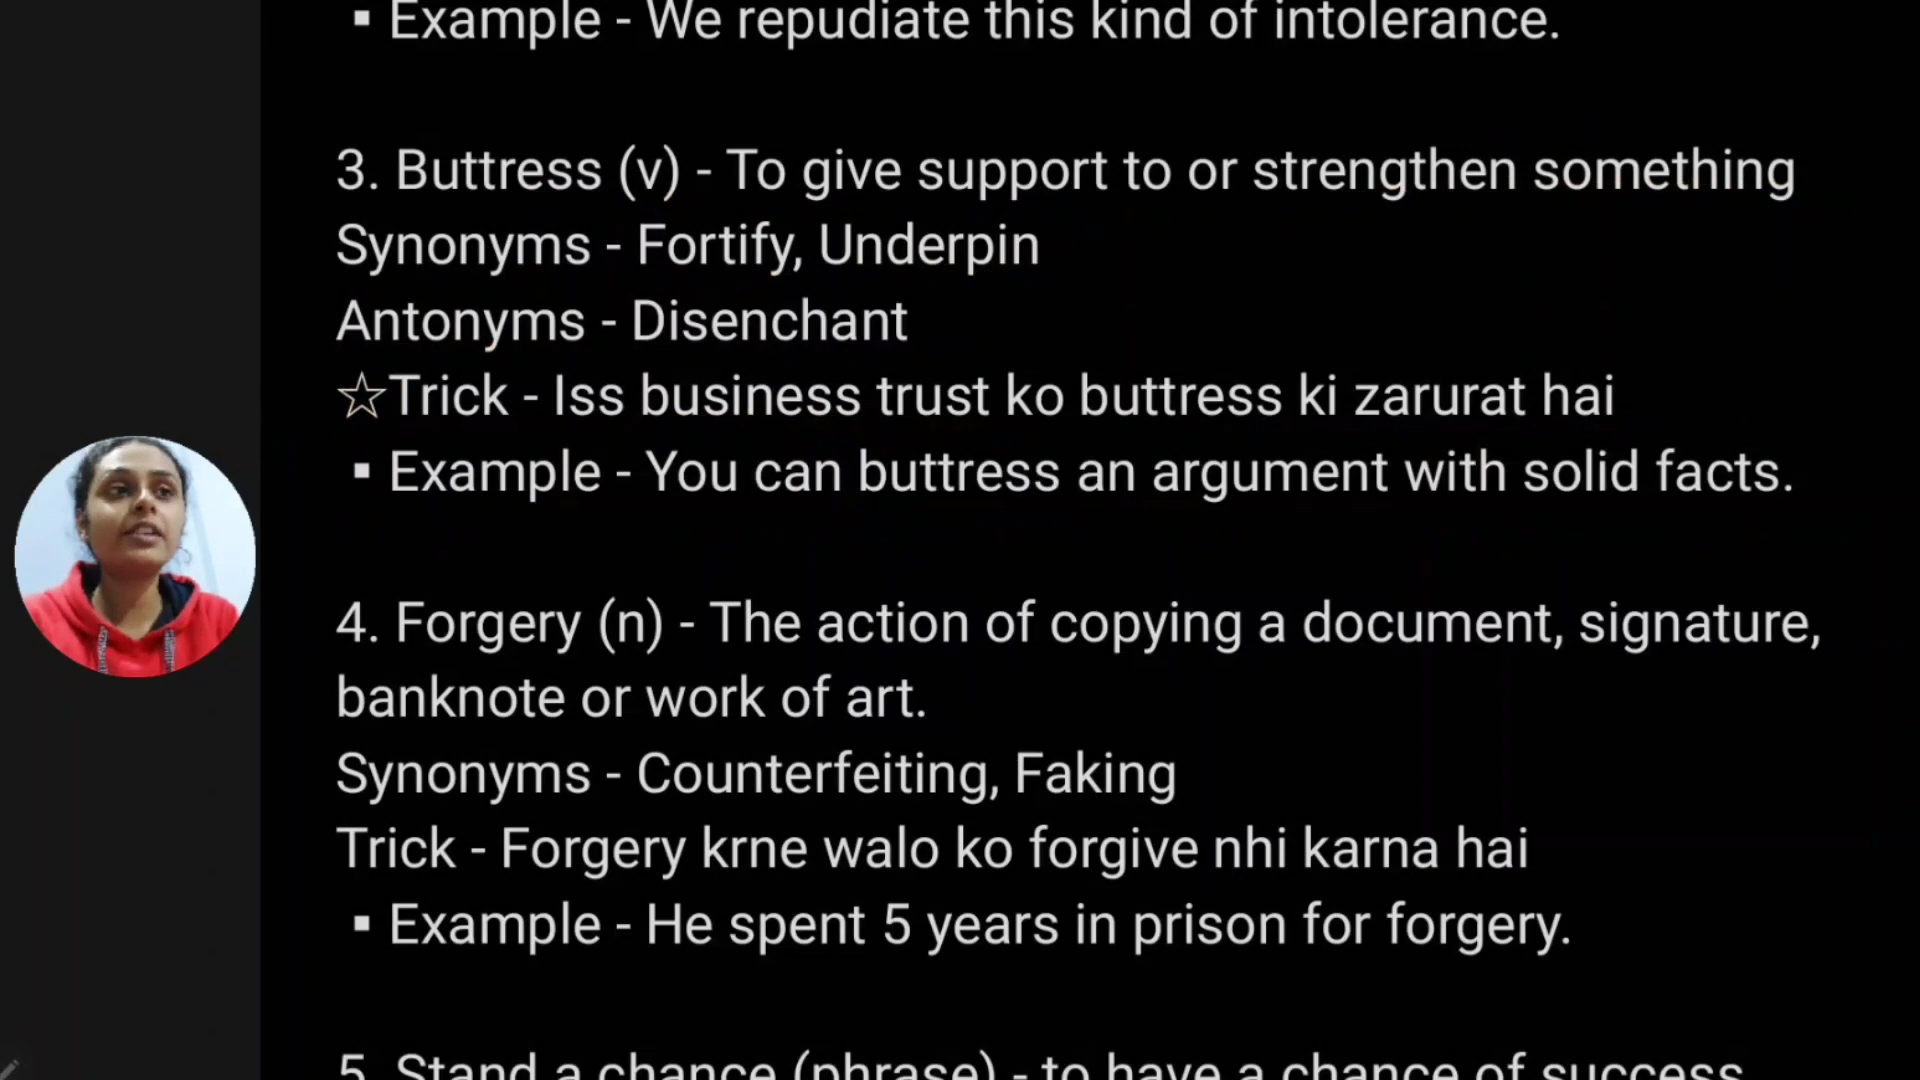 ▪ Example - We repudiate this kind of intolerance.
3. Buttress (v) - To give support to or strengthen something
Synonyms - Fortify, Underpin
Antonyms - Disenchant
☆Trick - Iss business trust ko buttress ki zarurat hai
▪ Example - You can buttress an argument with solid facts.
4. Forgery (n) - The action of copying a document, signature,
banknote or work of art.
Synonyms - Counterfeiting, Faking
Trick - Forgery krne walo ko forgive nhi karna hai
▪ Example - He spent 5 years in prison for forgery.
5. Stand a chance (phrase) - to have a chance of success